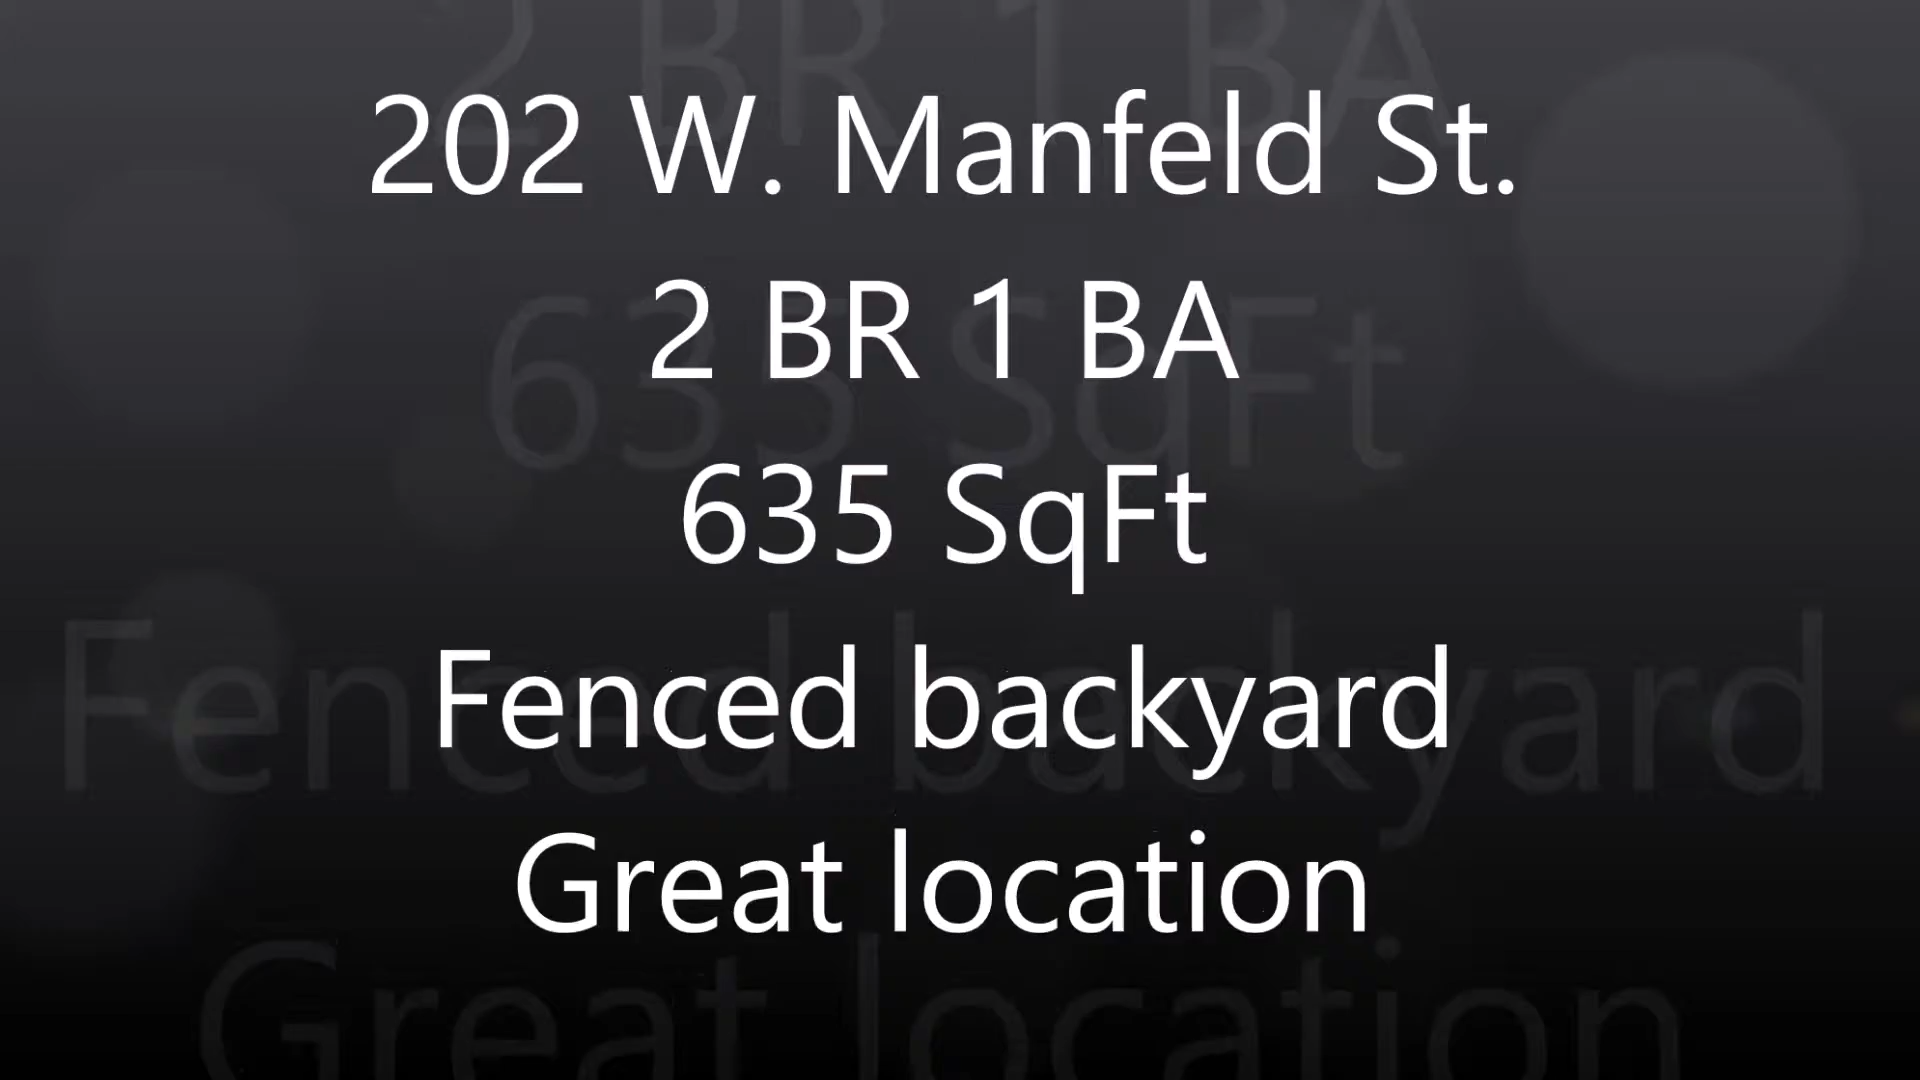 202 W. Manfeld St.
2 BR 1 BA
635 SqFt
Fenced backyard
Great location